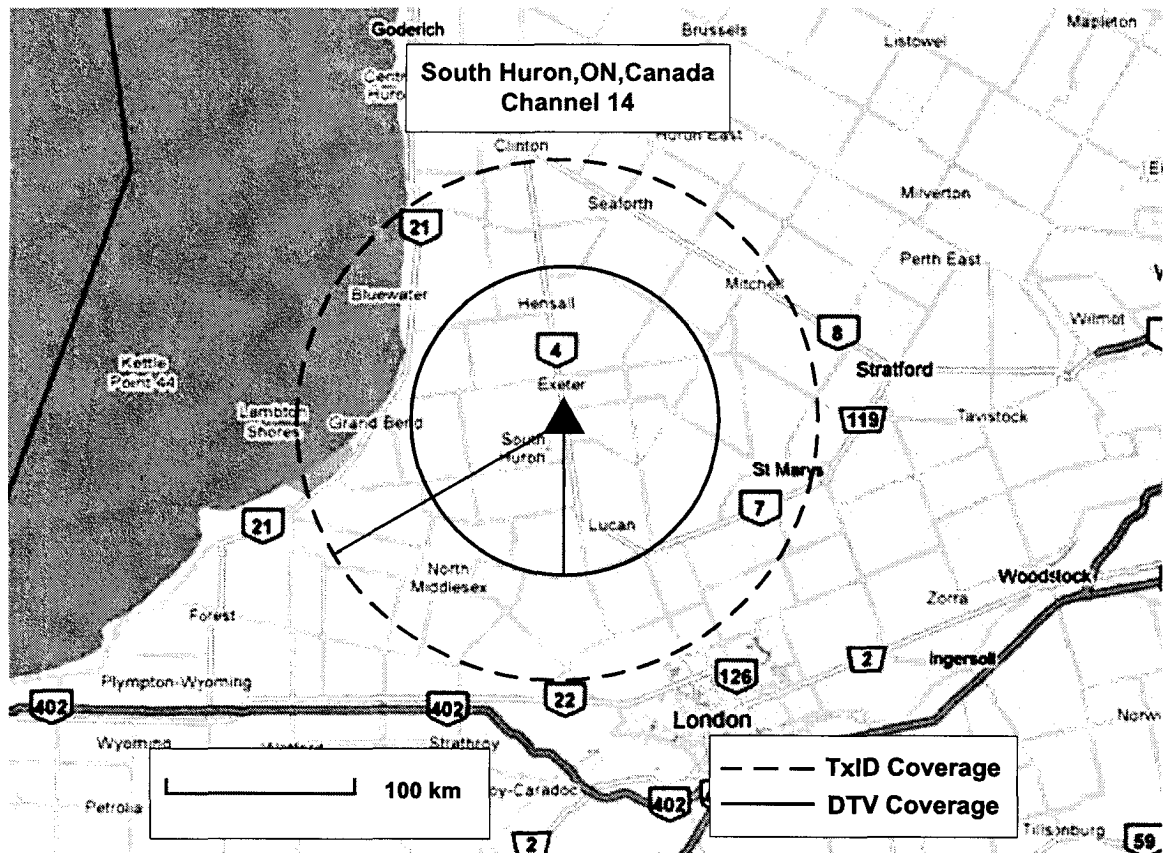 Goderich
Brussels
Listowel
Mapleton
South Huron,ON,Canada
Channel 14
Huron East
Clinton
Seaforth
Milverton
21
Perth East
Mitchell
Bluewater
Hensall
Wilmot
8
4
Kettle
Point 44
Stratford
Exeter
Lambton
Shores
Grand Bend
119
Tavistock
South
Huron
St Marys
7
21
Lucan
North
Middlesex
Woodstock
Zorra
Forest
2
Ingersoll
126
Plympton-Wyoming
22
402
402
London
Wyoming
Strathroy
TxID Coverage
100 km
DTV Coverage
Petrolia
oy-Caradoc
402
Tillsonburg
2
59